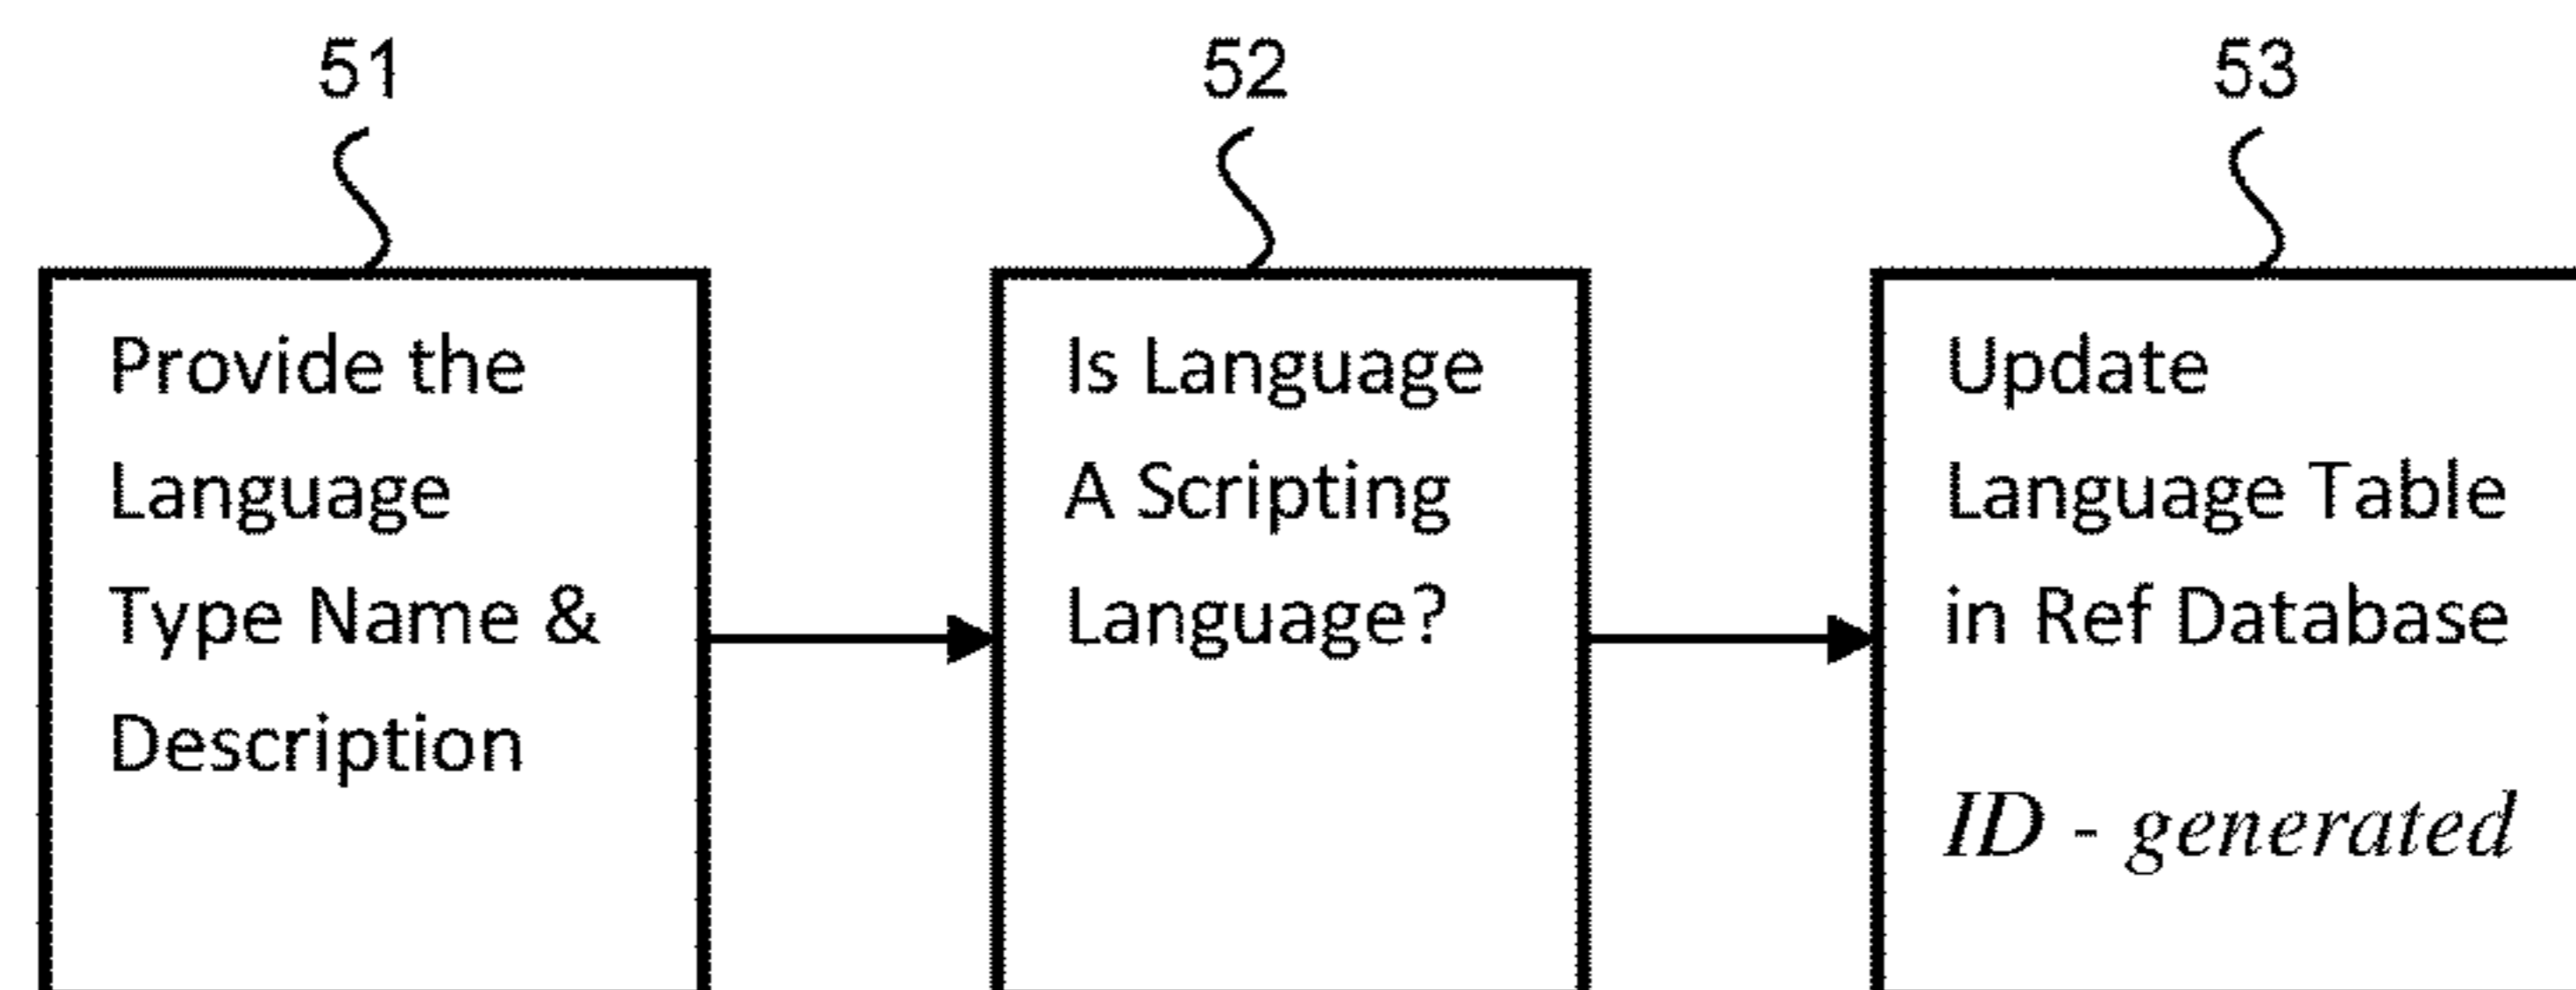 51
52
53
Provide the
Language
Type Name &
Description
Is Language
A Scripting
Language?
Update
Language Table
in Ref Database
ID - generated